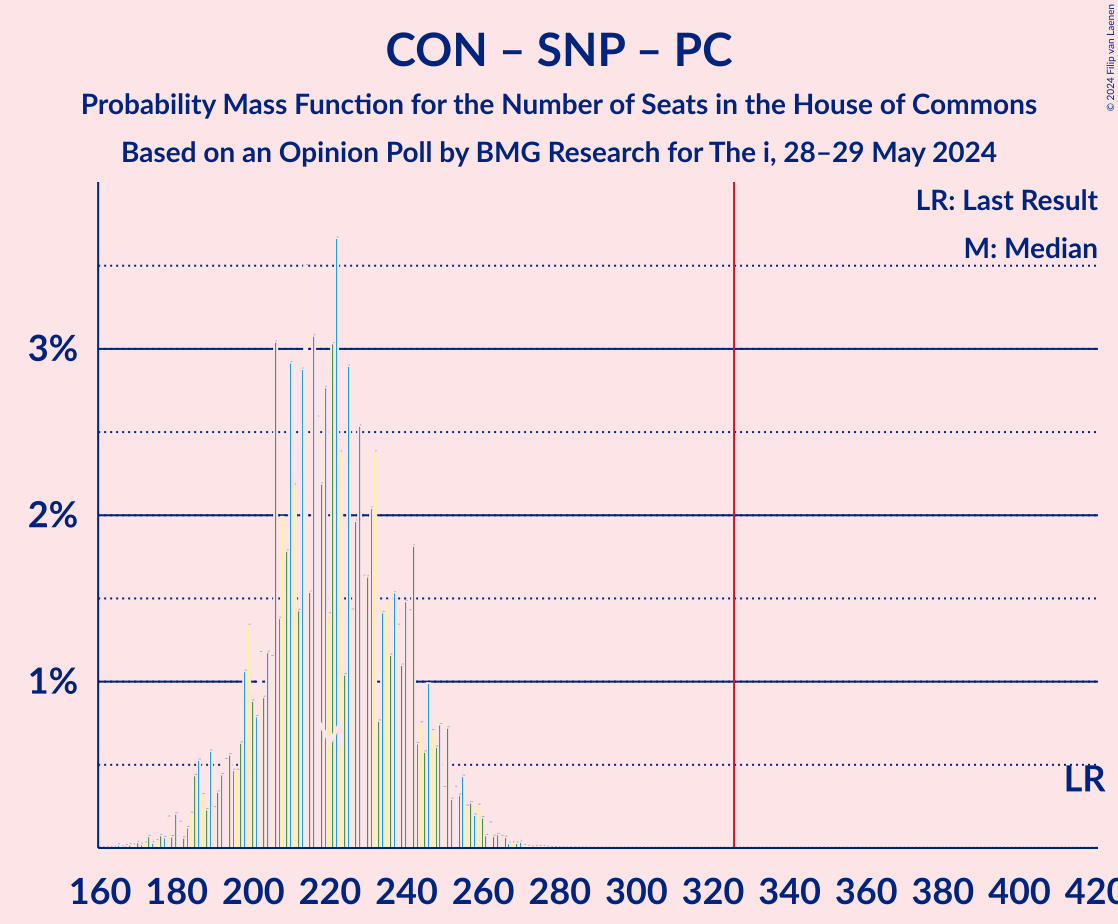 CON – SNP – PC
Probability Mass Function for the Number of Seats in the House of Commons
Based on an Opinion Poll by BMG Research for The i, 28–29 May 2024
© 2024 Filip van Laenen
LR: Last Result
M: Median
3%
2%
1%
LR
160 180 200 220 240 260 280 300 320 340 360 380 400 420